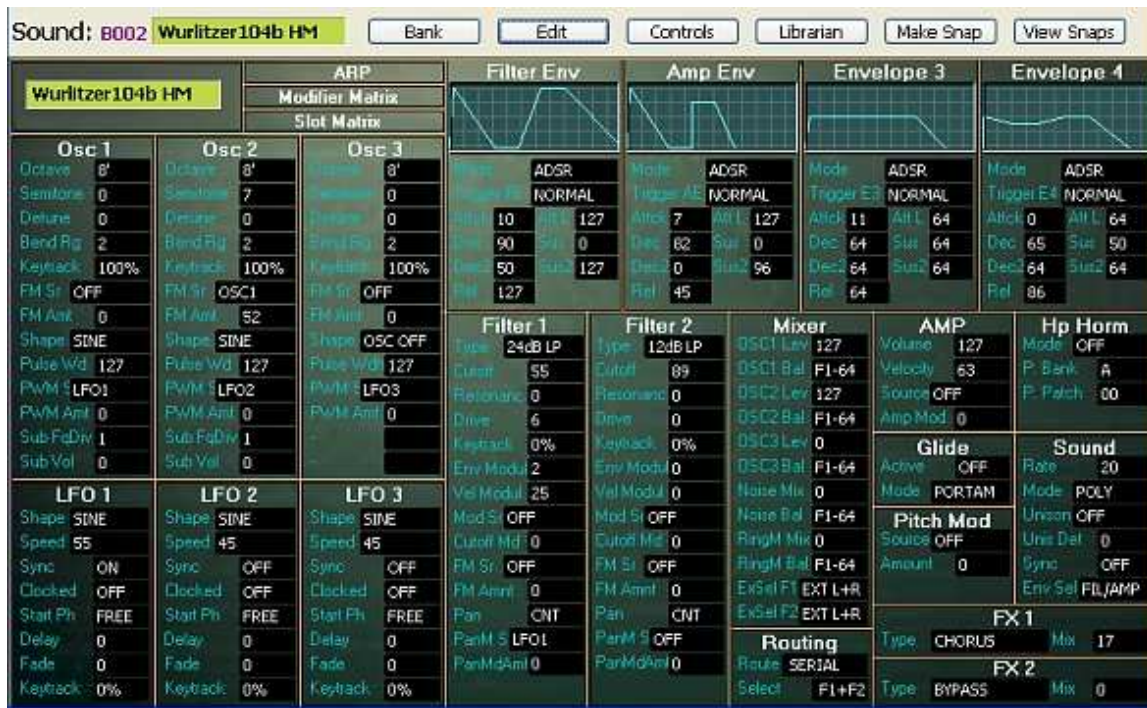 Sound: B002 Wurlitzer104b HM Bank Edit Controls Librarian Make Snap View Snaps
Wurlitzer104b HM
ARP
Modifier Matrix
Slot Matrix
Filter Env
Amp Env
Envelope 3
Envelope 4
Mode ADSR
Trigger FE NORMAL
Attck 10 Att L 127
Dec 90 Sus 0
Dec2 50 Sus2 127
Rel 127
Mode ADSR
Trigger AE NORMAL
Attck 7 Att L 127
Dec 82 Sus 0
Dec2 0 Sus2 96
Rel 45
Mode ADSR
Trigger E3 NORMAL
Attck 11 Att L 64
Dec 64 Sus 64
Dec2 64 Sus2 64
Rel 64
Mode ADSR
Trigger E4 NORMAL
Attck 0 Att L 64
Dec 65 Sus 50
Dec2 64 Sus2 64
Rel 86
Osc 1
Octave 8'
Semitone 0
Detune 0
Bend Rg 2
Keytrack 100%
FM Sr OFF
FM Amt 0
Shape SINE
Pulse Wd 127
PWM S LFO1
PWM Amt 0
Sub FqDiv 1
Sub Vol 0
Osc 2
Octave 8'
Semitone 7
Detune 0
Bend Rg 2
Keytrack 100%
FM Sr OSC1
FM Amt 52
Shape SINE
Pulse Wd 127
PWM S LFO2
PWM Amt 0
Sub FqDiv 1
Sub Vol 0
Osc 3
Octave 8'
Semitone 0
Detune 0
Bend Rg 2
Keytrack 100%
FM Sr OFF
FM Amt 0
Shape OSC OFF
Pulse Wd 127
PWM S LFO3
PWM Amt 0
LFO 1
Shape SINE
Speed 55
Sync ON
Clocked OFF
Start Ph FREE
Delay 0
Fade 0
Keytrack 0%
LFO 2
Shape SINE
Speed 45
Sync OFF
Clocked OFF
Start Ph FREE
Delay 0
Fade 0
Keytrack 0%
LFO 3
Shape SINE
Speed 45
Sync OFF
Clocked OFF
Start Ph FREE
Delay 0
Fade 0
Keytrack 0%
Filter 1
Type 24dB LP
Cutoff 55
Resonanc 0
Drive 6
Keytrack 0%
Env Modul 2
Vel Modul 25
Mod Sr OFF
Cutoff Md 0
FM Sr OFF
FM Amnt 0
Pan CNT
PanM S LFO1
PanMdAmt 0
Filter 2
Type 12dB LP
Cutoff 89
Resonanc 0
Drive 0
Keytrack 0%
Env Modul 0
Vel Modul 0
Mod Sr OFF
Cutoff Md 0
FM Sr OFF
FM Amnt 0
Pan CNT
PanM S OFF
PanMdAmt 0
Mixer
OSC1 Lev 127
OSC1 Bal F1-64
OSC2 Lev 127
OSC2 Bal F1-64
OSC3 Lev 0
OSC3 Bal F1-64
Noise Mix 0
Noise Bal F1-64
RingM Mix 0
RingM Bal F1-64
ExSel F1 EXT L+R
ExSel F2 EXT L+R
Routing
Route SERIAL
Select F1+F2
AMP
Volume 127
Velocity 63
Source OFF
Amp Mod 0
Hp Horm
Mode OFF
P. Bank A
P. Patch 00
Glide
Active OFF
Mode PORTAM
Pitch Mod
Source OFF
Amount 0
Sound
Rate 20
Mode POLY
Unison OFF
Unis Det 0
Sync OFF
Env Sel FIL/AMP
FX 1
Type CHORUS Mix 17
FX 2
Type BYPASS Mix 0